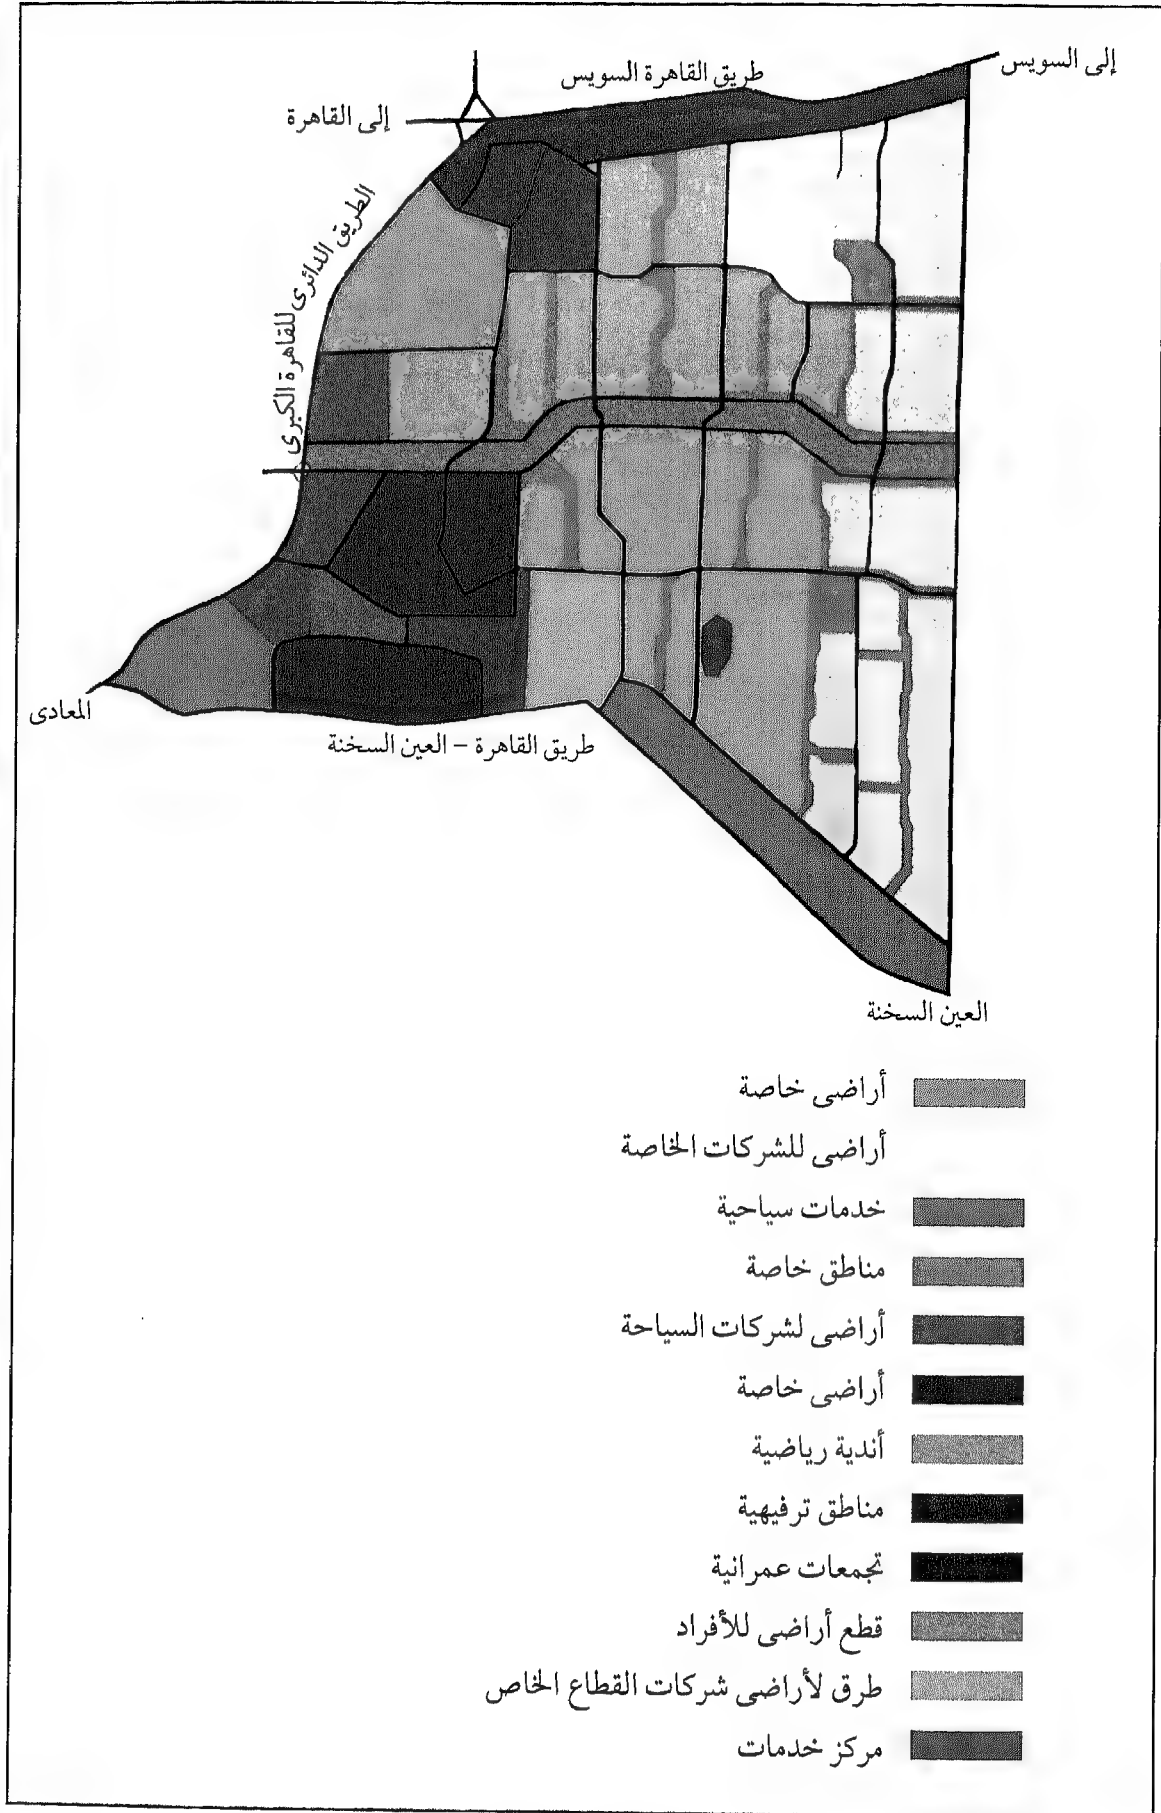 إلى السويس
طريق القاهرة السويس
إلى القاهرة
الطريق الدائرى للقاهرة الكبرى
المعادى
طريق القاهرة – العين السخنة
العين السخنة
أراضى خاصة
أراضى للشركات الخاصة
خدمات سياحية
مناطق خاصة
أراضى لشركات السياحة
أراضى خاصة
أندية رياضية
مناطق ترفيهية
تجمعات عمرانية
قطع أراضى للأفراد
طرق لأراضى شركات القطاع الخاص
مركز خدمات